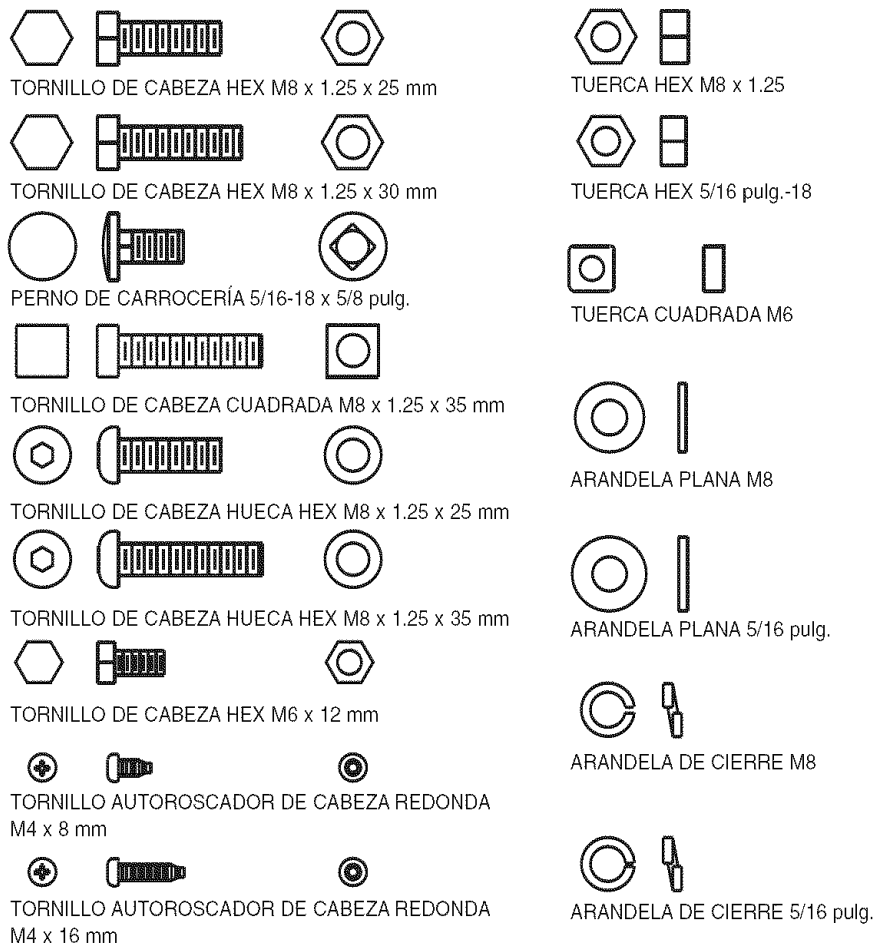 TORNILLO DE CABEZA HEX M8 x 1.25 x 25 mm
TORNILLO DE CABEZA HEX M8 x 1.25 x 30 mm
PERNO DE CARROCERÍA 5/16-18 x 5/8 pulg.
TORNILLO DE CABEZA CUADRADA M8 x 1.25 x 35 mm
TORNILLO DE CABEZA HUECA HEX M8 x 1.25 x 25 mm
TORNILLO DE CABEZA HUECA HEX M8 x 1.25 x 35 mm
TORNILLO DE CABEZA HEX M6 x 12 mm
TORNILLO AUTOROSCADOR DE CABEZA REDONDA
M4 x 8 mm
TORNILLO AUTOROSCADOR DE CABEZA REDONDA
M4 x 16 mm
TUERCA HEX M8 x 1.25
TUERCA HEX 5/16 pulg.-18
TUERCA CUADRADA M6
ARANDELA PLANA M8
ARANDELA PLANA 5/16 pulg.
ARANDELA DE CIERRE M8
ARANDELA DE CIERRE 5/16 pulg.